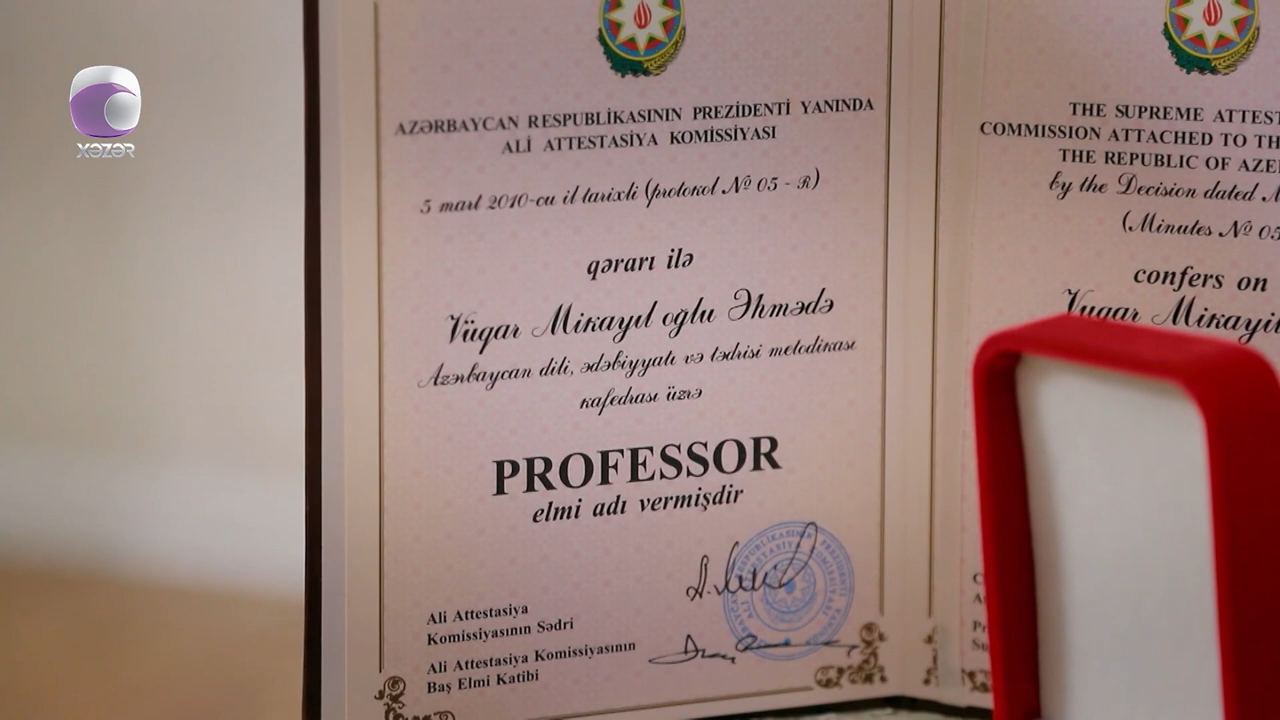 XƏZƏR
AZƏRBAYCAN RESPUBLİKASININ PREZİDENTİ YANINDA
ALİ ATTESTASİYA KOMİSSİYASI
5 mart 2010-cu il tarixli (protokol № 05 - R)
qərarı ilə
Vüqar Mikayıl oğlu Əhmədə
Azərbaycan dili, ədəbiyyatı və tədrisi metodikası
kafedrası üzrə
PROFESSOR
elmi adı vermişdir
Ali Attestasiya
Komissiyasının Sədri
Ali Attestasiya Komissiyasının
Baş Elmi Katibi
THE SUPREME ATTEST
COMMISSION ATTACHED TO TH
THE REPUBLIC OF AZE
by the Decision dated M
(Minutes № 05
confers on
Vuqar Mikayil